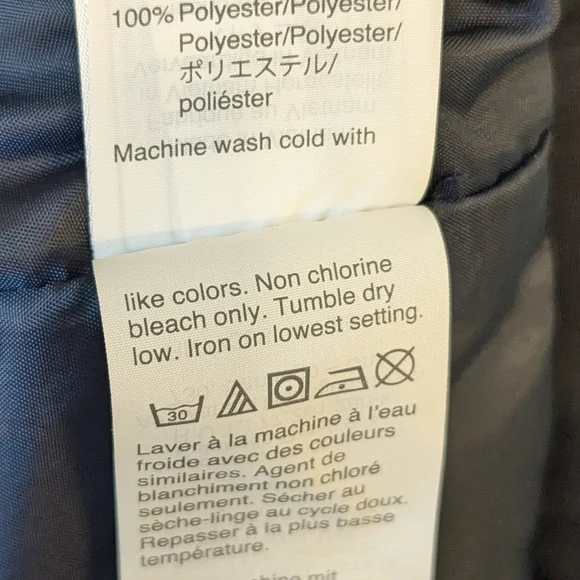 100% Polyester/Polyester/
Polyester/Polyester/
ポリエステル/
poliéster
Machine wash cold with
like colors. Non chlorine
bleach only. Tumble dry
low. Iron on lowest setting.
30
Laver à la machine à l'eau
froide avec des couleurs
similaires. Agent de
blanchiment non chloré
seulement. Sécher au
sèche-linge au cycle doux.
Repasser à la plus basse
température.
mit